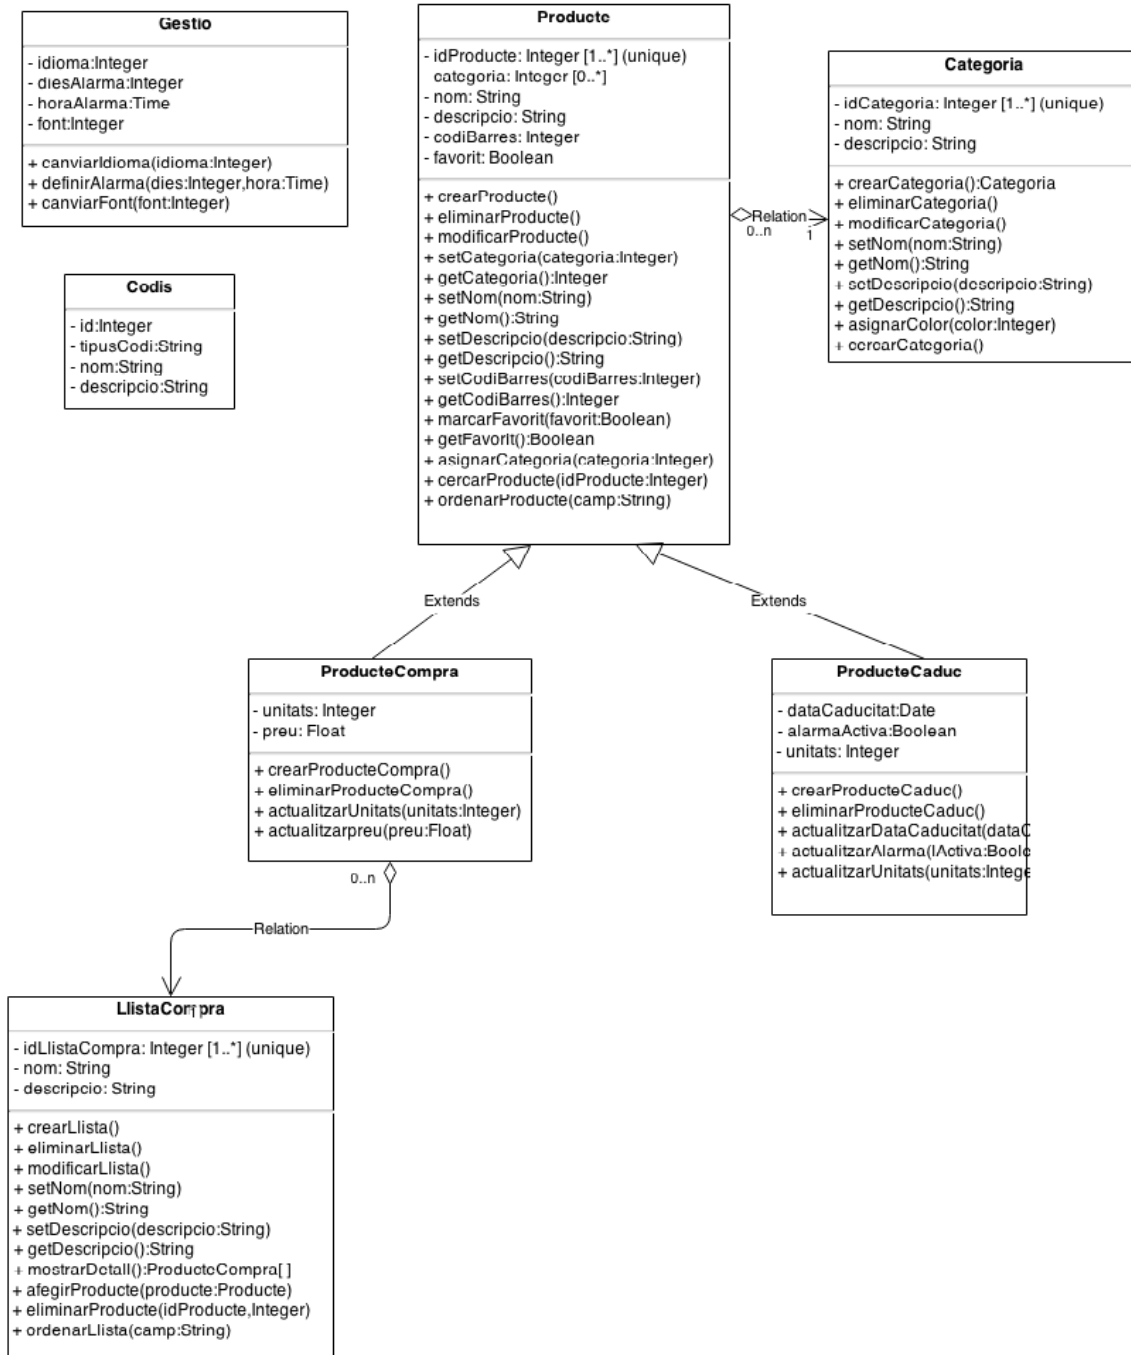 Gestio
- idioma:Integer
- diesAlarma:Integer
- horaAlarma:Time
- font:Integer
+ canviarIdioma(idioma:Integer)
+ definirAlarma(dies:Integer,hora:Time)
+ canviarFont(font:Integer)
Codis
- id:Integer
- tipusCodi:String
- nom:String
- descripcio:String
Producte
- idProducte: Integer [1..*] (unique)
categoria: Integer [0..*]
- nom: String
- descripcio: String
- codiBarres: Integer
- favorit: Boolean
+ crearProducte()
+ eliminarProducte()
+ modificarProducte()
+ setCategoria(categoria:Integer)
+ getCategoria():Integer
+ setNom(nom:String)
+ getNom():String
+ setDescripcio(descripcio:String)
+ getDescripcio():String
+ setCodiBarres(codiBarres:Integer)
+ getCodiBarres():Integer
+ marcarFavorit(favorit:Boolean)
+ getFavorit():Boolean
+ asignarCategoria(categoria:Integer)
+ cercarProducte(idProducte:Integer)
+ ordenarProducte(camp:String)
Relation
0..n
1
Categoria
- idCategoria: Integer [1..*] (unique)
- nom: String
- descripcio: String
+ crearCategoria():Categoria
+ eliminarCategoria()
+ modificarCategoria()
+ setNom(nom:String)
+ getNom():String
+ setDescripcio(descripcio:String)
+ getDescripcio():String
+ asignarColor(color:Integer)
+ cercarCategoria()
Extends
Extends
ProducteCompra
- unitats: Integer
- preu: Float
+ crearProducteCompra()
+ eliminarProducteCompra()
+ actualitzarUnitats(unitats:Integer)
+ actualitzarpreu(preu:Float)
ProducteCaduc
- dataCaducitat:Date
- alarmaActiva:Boolean
- unitats: Integer
+ crearProducteCaduc()
+ eliminarProducteCaduc()
+ actualitzarDataCaducitat(dataC
+ actualitzarAlarma(lActiva:Boole
+ actualitzarUnitats(unitats:Intege
0..n
Relation
LlistaCompra
- idLlistaCompra: Integer [1..*] (unique)
- nom: String
- descripcio: String
+ crearLlista()
+ eliminarLlista()
+ modificarLlista()
+ setNom(nom:String)
+ getNom():String
+ setDescripcio(descripcio:String)
+ getDescripcio():String
+ mostrarDetall():ProducteCompra[ ]
+ afegirProducte(producte:Producte)
+ eliminarProducte(idProducte,Integer)
+ ordenarLlista(camp:String)